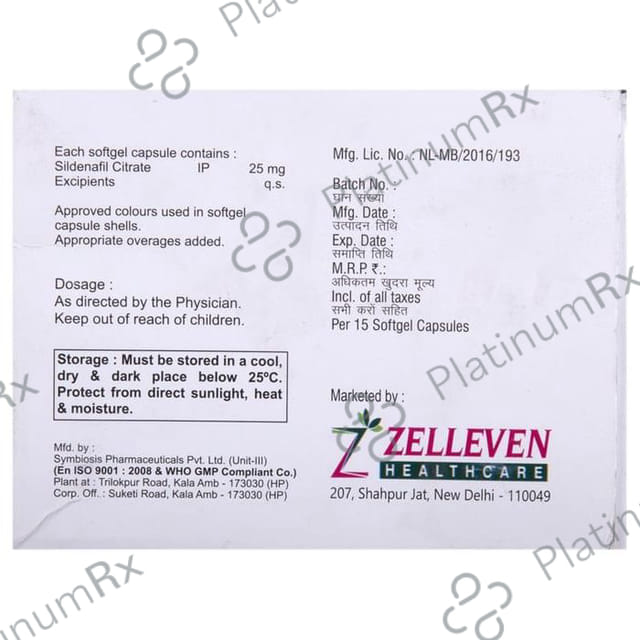 Each softgel capsule contains :
Sildenafil Citrate IP 25 mg
Excipients q.s.
Approved colours used in softgel
capsule shells.
Appropriate overages added.
Dosage :
As directed by the Physician.
Keep out of reach of children.
Storage : Must be stored in a cool,
dry & dark place below 25ºC.
Protect from direct sunlight, heat
& moisture.
Mfd. by :
Symbiosis Pharmaceuticals Pvt. Ltd. (Unit-III)
(En ISO 9001 : 2008 & WHO GMP Compliant Co.)
Plant at : Trilokpur Road, Kala Amb - 173030 (HP)
Corp. Off. : Suketi Road, Kala Amb - 173030 (HP)
Mfg. Lic. No. : NL-MB/2016/193
Batch No. :
घान संख्या
Mfg. Date :
उत्पादन तिथि
Exp. Date :
समाप्ति तिथि
M.R.P. ₹.:
अधिकतम खुदरा मूल्य
Incl. of all taxes
सभी करों सहित
Per 15 Softgel Capsules
Marketed by :
ZELLEVEN
HEALTHCARE
207, Shahpur Jat, New Delhi - 110049
PlatinumRx
PlatinumRx
PlatinumRx
PlatinumRx
PlatinumRx